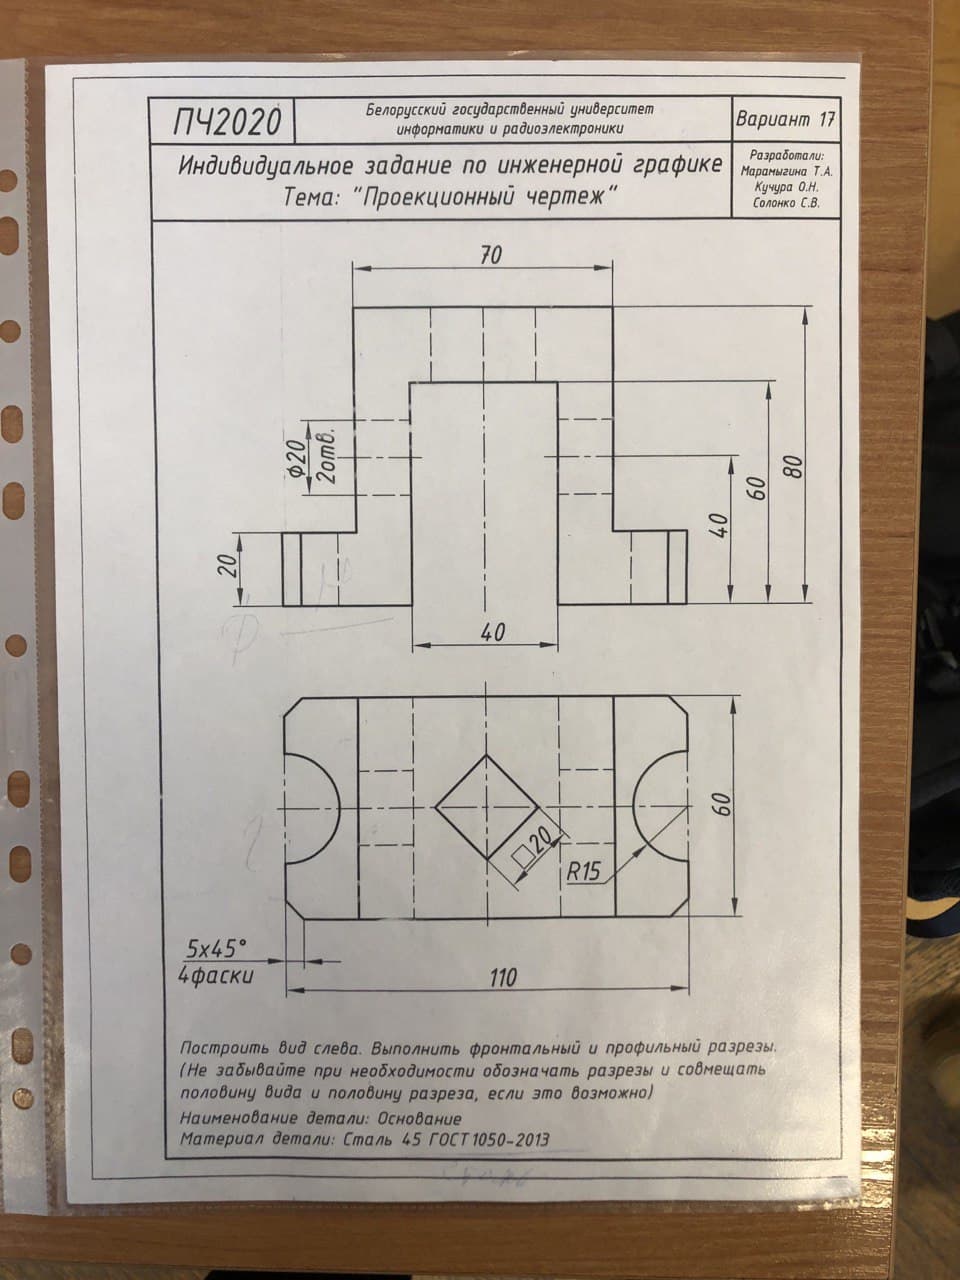 ПЧ2020
Белорусский государственный университет
информатики и радиоэлектроники
Вариант 17
Индивидуальное задание по инженерной графике
Тема: "Проекционный чертеж"
Разработали:
Марамыгина Т.А.
Кучура О.Н.
Солонко С.В.
70
ϕ20
2отв.
20
40
60
80
40
□20
R15
60
5x45°
4фаски
110
Построить вид слева. Выполнить фронтальный и профильный разрезы.
(Не забывайте при необходимости обозначать разрезы и совмещать
половину вида и половину разреза, если это возможно)
Наименование детали: Основание
Материал детали: Сталь 45 ГОСТ1050-2013